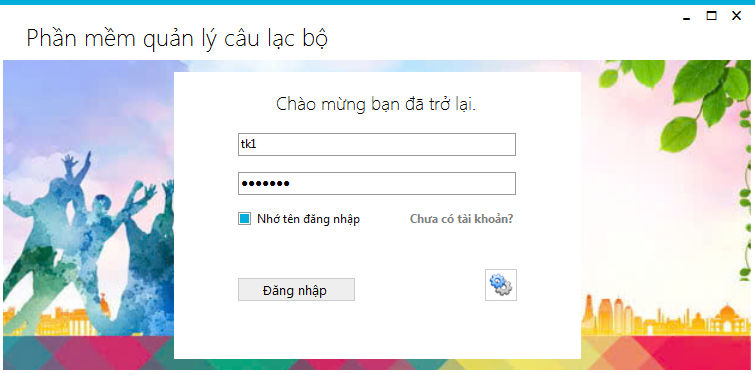 Phần mềm quản lý câu lạc bộ
Chào mừng bạn đã trở lại.
tk1
•••••••
Nhớ tên đăng nhập
Chưa có tài khoản?
Đăng nhập